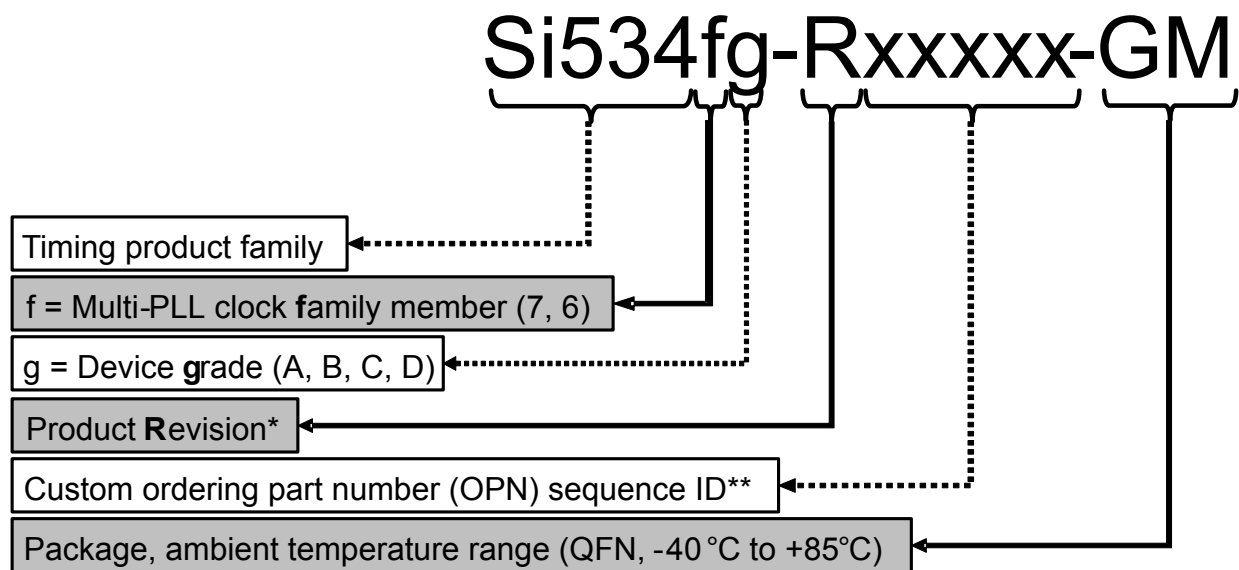 Si534fg-Rxxxxx-GM
Timing product family
f = Multi-PLL clock family member (7, 6)
g = Device grade (A, B, C, D)
Product Revision*
Custom ordering part number (OPN) sequence ID**
Package, ambient temperature range (QFN, -40 °C to +85°C)